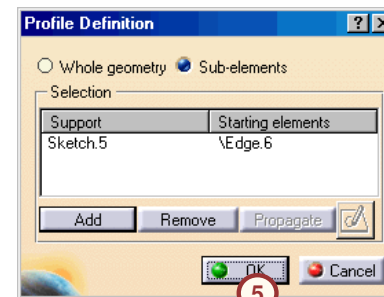 Profile Definition
Whole geometry Sub-elements
Selection
Support Starting elements
Sketch.5 \Edge.6
Add Remove Propagate
OK Cancel
5